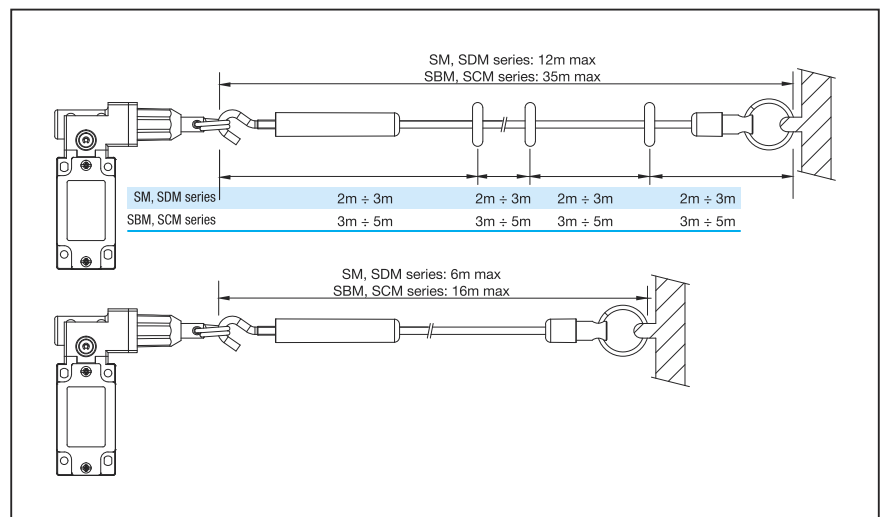 SM, SDM series: 12m max
SBM, SCM series: 35m max
SM, SDM series 2m ÷ 3m 2m ÷ 3m 2m ÷ 3m 2m ÷ 3m
SBM, SCM series 3m ÷ 5m 3m ÷ 5m 3m ÷ 5m 3m ÷ 5m
SM, SDM series: 6m max
SBM, SCM series: 16m max